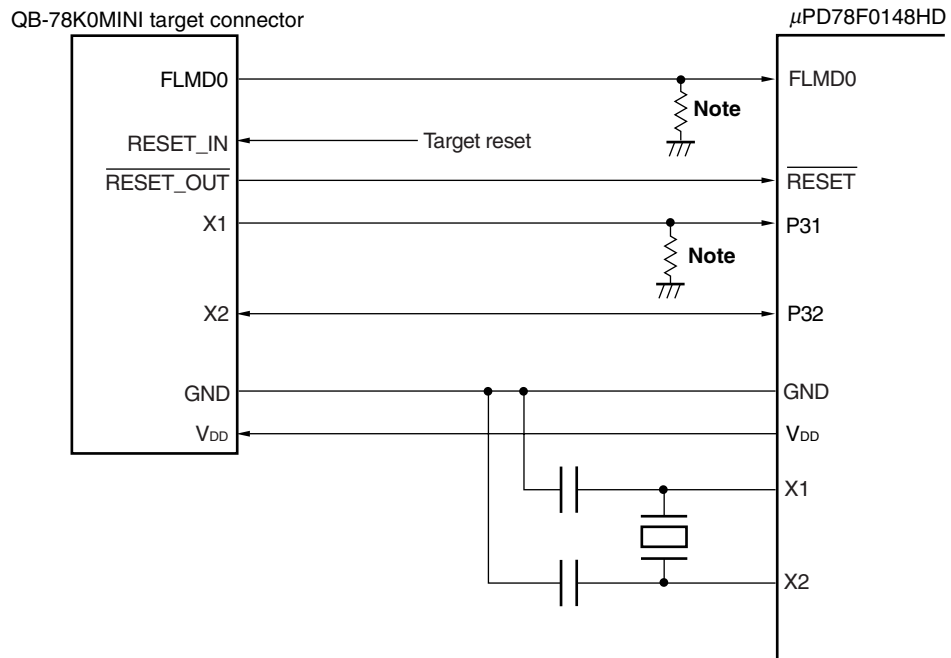 QB-78K0MINI target connector
μPD78F0148HD
FLMD0
FLMD0
Note
RESET_IN
Target reset
RESET_OUT
RESET
X1
P31
Note
X2
P32
GND
GND
VDD
VDD
X1
X2